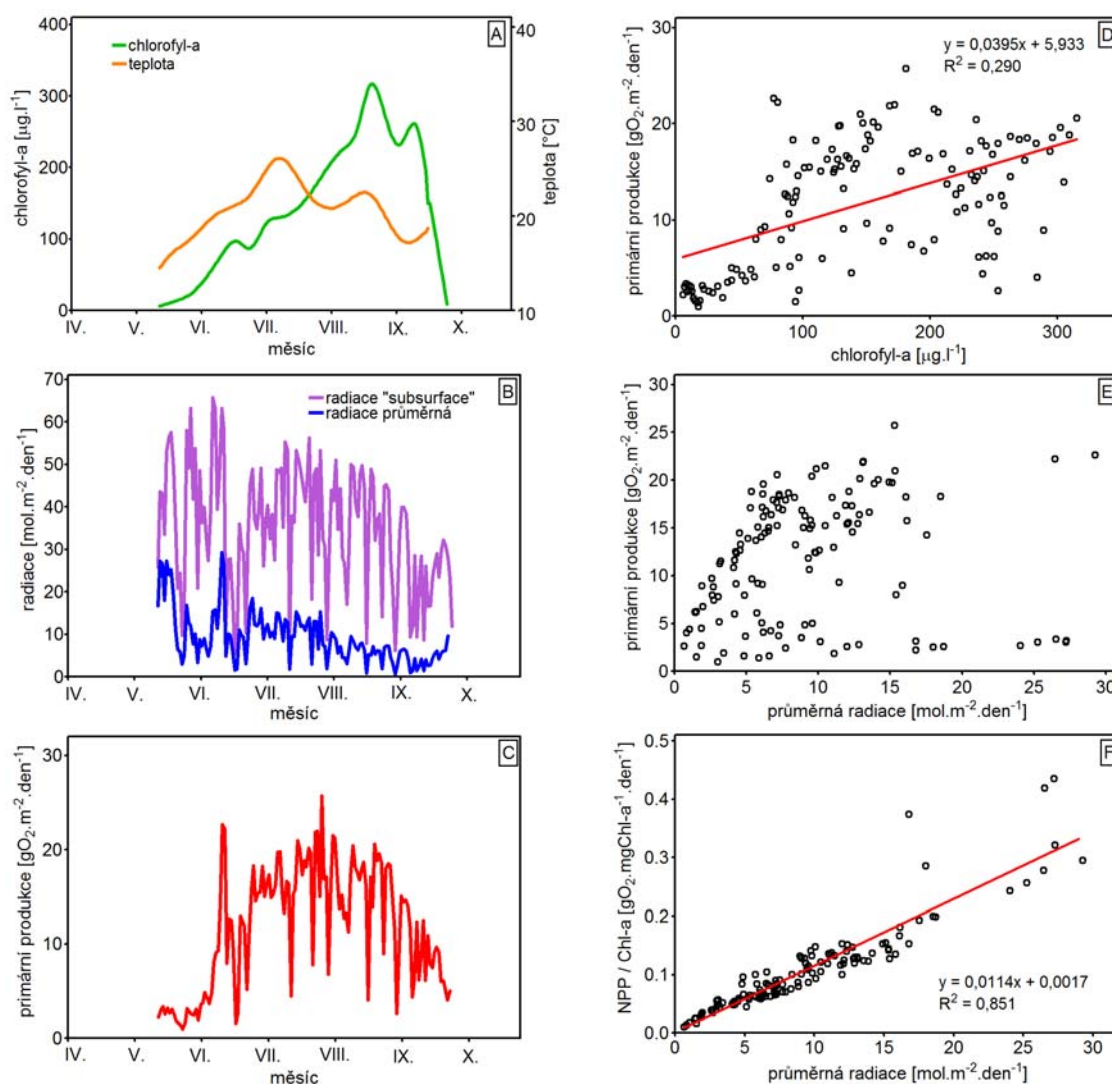 A
chlorofyl-a
teplota
chlorofyl-a [µg.l⁻¹]
400
300
200
100
0
teplota [°C]
40
30
20
10
IV. V. VI. VII. VIII. IX. X.
měsíc
B
radiace "subsurface"
radiace průměrná
radiace [mol.m⁻².den⁻¹]
70
60
50
40
30
20
10
0
IV. V. VI. VII. VIII. IX. X.
měsíc
C
primární produkce [gO₂.m⁻².den⁻¹]
30
20
10
0
IV. V. VI. VII. VIII. IX. X.
měsíc
D
y = 0,0395x + 5,933
R² = 0,290
primární produkce [gO₂.m⁻².den⁻¹]
30
20
10
0
0 100 200 300
chlorofyl-a [µg.l⁻¹]
E
primární produkce [gO₂.m⁻².den⁻¹]
30
25
20
15
10
5
0
0 5 10 15 20 25 30
průměrná radiace [mol.m⁻².den⁻¹]
F
NPP / Chl-a [gO₂.mgChl-a⁻¹.den⁻¹]
0.5
0.4
0.3
0.2
0.1
0.0
y = 0,0114x + 0,0017
R² = 0,851
0 5 10 15 20 25 30
průměrná radiace [mol.m⁻².den⁻¹]